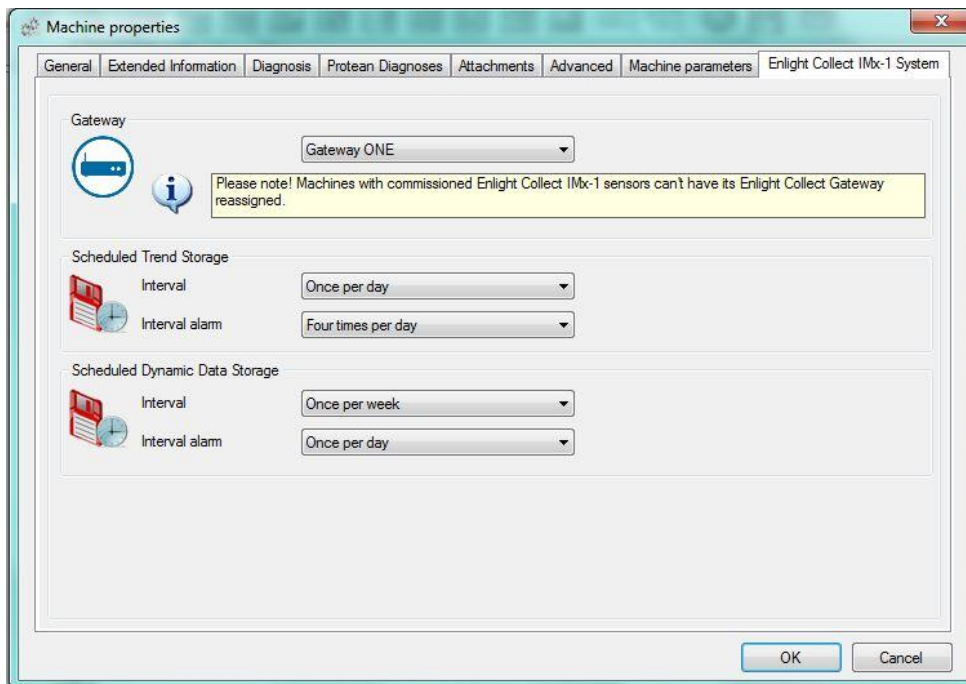 Machine properties
General
Extended Information
Diagnosis
Protean Diagnoses
Attachments
Advanced
Machine parameters
Enlight Collect IMx-1 System
Gateway
Gateway ONE
Please note! Machines with commissioned Enlight Collect IMx-1 sensors can't have its Enlight Collect Gateway
reassigned.
Scheduled Trend Storage
Interval
Once per day
Interval alarm
Four times per day
Scheduled Dynamic Data Storage
Interval
Once per week
Interval alarm
Once per day
OK
Cancel